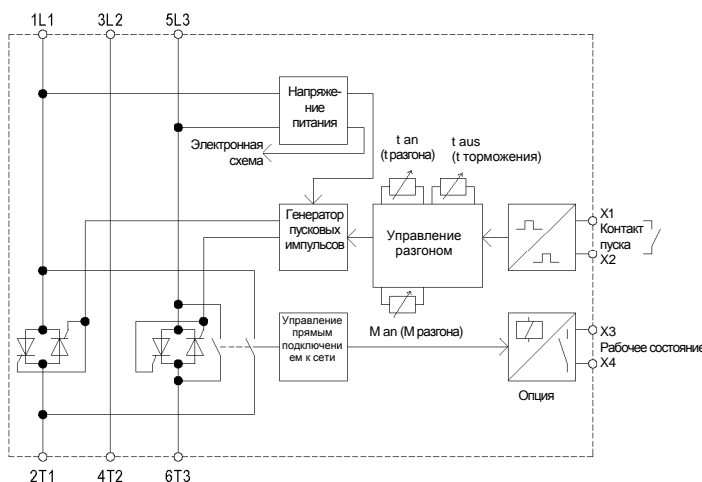 1L1 3L2 5L3
Напряже-
ние
питания
Электронная
схема
t an
(t разгона)
t aus
(t торможения)
Генератор
пусковых
импульсов
Управление
разгоном
X1
Контакт
пуска
X2
M an (M разгона)
Управление
прямым
подключени
ем к сети
X3
Рабочее состояние
X4
Опция
2T1 4T2 6T3